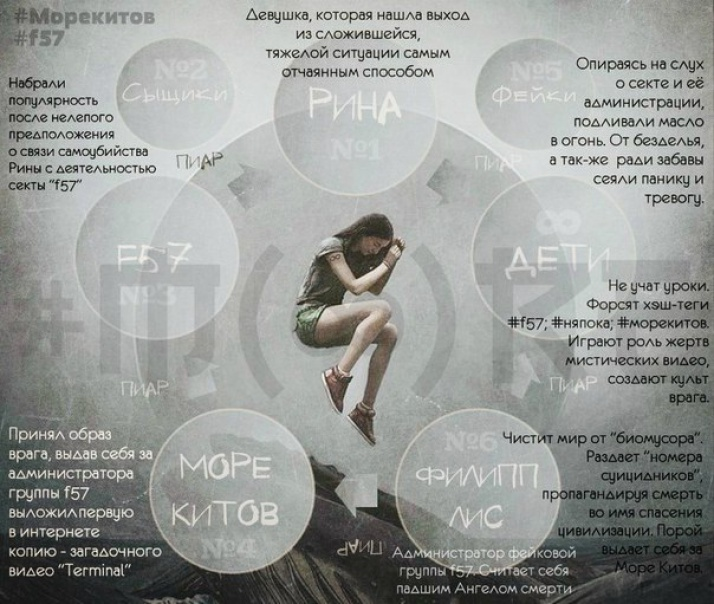 #Морекитов
#f57
Девушка, которая нашла выход
из сложившейся,
тяжелой ситуации самым
отчаянным способом
№2
Сыщики
РИНА
№1
№5
Фейки
Набрали
популярность
после нелепого
предположения
о связи самоубийства
Рины с деятельностью
секты "f57"
Опираясь на слух
о секте и её
администрации,
подливали масло
в огонь. От безделья,
а так-же ради забавы
сеяли панику и
тревогу.
ПИАР
ПИАР
F57
№3
∞
ДЕТИ
Не учат уроки.
Форсят хэш-теги
#f57; #няпока; #морекитов.
Играют роль жертв
мистических видео,
создают культ
врага.
ПИАР
ПИАР
Принял образ
врага, выдав себя за
администратора
группы f57
выложил первую
в интернете
копию - загадочного
видео "Terminal"
МОРЕ
КИТОВ
№4
№6
ФИЛИПП
ЛИС
Чистит мир от "биомусора".
Раздает "номера
суицидников",
пропагандируя смерть
во имя спасения
цивилизации. Порой
выдает себя за
Море Китов.
ПИАР
Администратор фейковой
группы f57. Считает себя
падшим Ангелом смерти